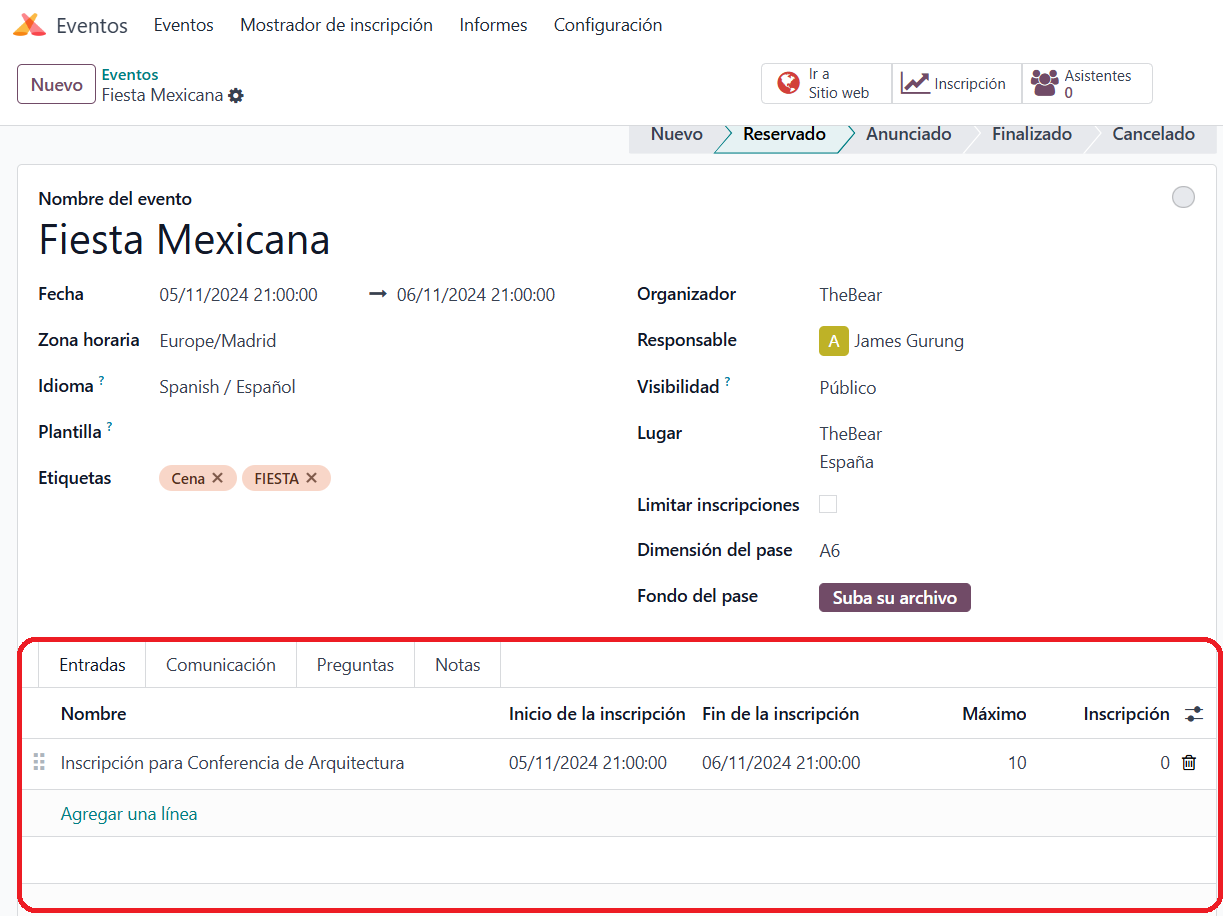 Eventos Eventos Mostrador de inscripción Informes Configuración
Nuevo Eventos
Fiesta Mexicana
Ir a
Sitio web
Inscripción
Asistentes
0
Nuevo Reservado Anunciado Finalizado Cancelado
Nombre del evento
Fiesta Mexicana
Fecha 05/11/2024 21:00:00 → 06/11/2024 21:00:00
Zona horaria Europe/Madrid
Idioma ? Spanish / Español
Plantilla ?
Etiquetas Cena ✕ FIESTA ✕
Organizador TheBear
Responsable A James Gurung
Visibilidad ? Público
Lugar TheBear
España
Limitar inscripciones
Dimensión del pase A6
Fondo del pase Suba su archivo
Entradas Comunicación Preguntas Notas
Nombre Inicio de la inscripción Fin de la inscripción Máximo Inscripción
Inscripción para Conferencia de Arquitectura 05/11/2024 21:00:00 06/11/2024 21:00:00 10 0
Agregar una línea